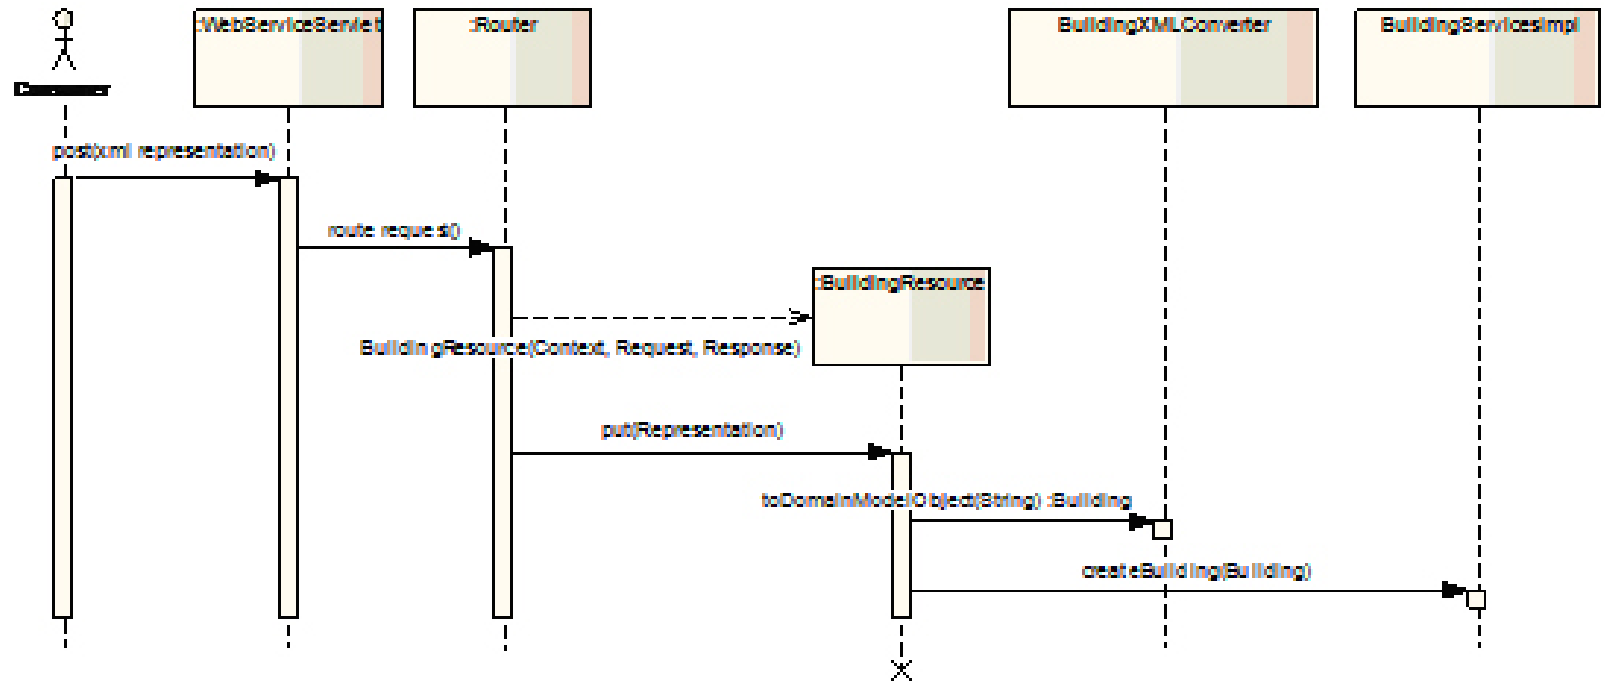 :WebServiceServlet
:Router
BuildingXMLConverter
BuildingServicesImpl
post(xml representation)
route request()
:BuildingResource
BuildingResource(Context, Request, Response)
put(Representation)
toDomainModelObject(String) :Building
createBuilding(Building)